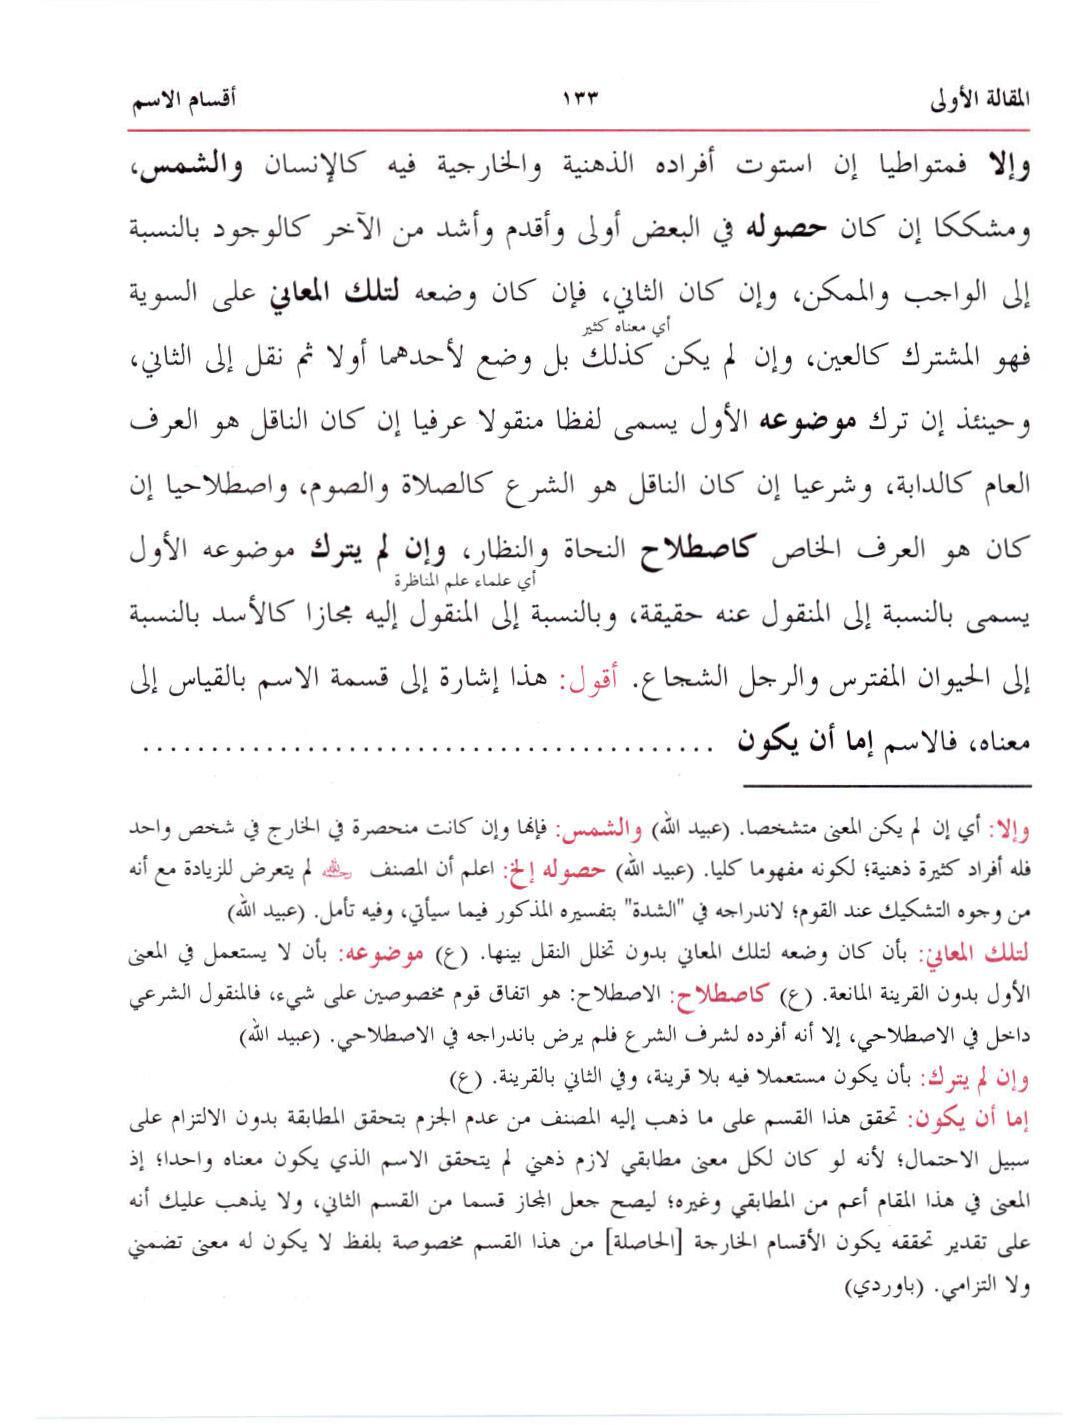 المقالة الأولى ١٣٣ أقسام الاسم
وإلا فمتواطيا إن استوت أفراده الذهنية والخارجية فيه كالإنسان والشمس،
ومشككا إن كان حصوله في البعض أولى وأقدم وأشد من الآخر كالوجود بالنسبة
إلى الواجب والممكن، وإن كان الثاني، فإن كان وضعه لتلك المعاني على السوية
أي معناه كثير
فهو المشترك كالعين، وإن لم يكن كذلك بل وضع لأحدهما أولا ثم نقل إلى الثاني،
وحينئذ إن ترك موضوعه الأول يسمى لفظا منقولا عرفيا إن كان الناقل هو العرف
العام كالدابة، وشرعيا إن كان الناقل هو الشرع كالصلاة والصوم، واصطلاحيا إن
كان هو العرف الخاص كاصطلاح النحاة والنظار، وإن لم يترك موضوعه الأول
أي علماء علم المناظرة
يسمى بالنسبة إلى المنقول عنه حقيقة، وبالنسبة إلى المنقول إليه مجازا كالأسد بالنسبة
إلى الحيوان المفترس والرجل الشجاع. أقول: هذا إشارة إلى قسمة الاسم بالقياس إلى
معناه، فالاسم إما أن يكون ..........................................
وإلا: أي إن لم يكن المعنى متشخصا. (عبيد الله) والشمس: فإنها وإن كانت منحصرة في الخارج في شخص واحد
فله أفراد كثيرة ذهنية؛ لكونه مفهوما كليا. (عبيد الله) حصوله إلخ: اعلم أن المصنف رحمه الله لم يتعرض للزيادة مع أنه
من وجوه التشكيك عند القوم؛ لاندراجه في "الشدة" بتفسيره المذكور فيما سيأتي، وفيه تأمل. (عبيد الله)
لتلك المعاني: بأن كان وضعه لتلك المعاني بدون تخلل النقل بينها. (ع) موضوعه: بأن لا يستعمل في المعنى
الأول بدون القرينة المانعة. (ع) كاصطلاح: الاصطلاح: هو اتفاق قوم مخصوصين على شيء، فالمنقول الشرعي
داخل في الاصطلاحي، إلا أنه أفرده لشرف الشرع فلم يرض باندراجه في الاصطلاحي. (عبيد الله)
وإن لم يترك: بأن يكون مستعملا فيه بلا قرينة، وفي الثاني بالقرينة. (ع)
إما أن يكون: تحقق هذا القسم على ما ذهب إليه المصنف من عدم الجزم بتحقق المطابقة بدون الالتزام على
سبيل الاحتمال؛ لأنه لو كان لكل معنى مطابقي لازم ذهني لم يتحقق الاسم الذي يكون معناه واحدا؛ إذ
المعنى في هذا المقام أعم من المطابقي وغيره؛ ليصح جعل المجاز قسما من القسم الثاني، ولا يذهب عليك أنه
على تقدير تحققه يكون الأقسام الخارجة [الحاصلة] من هذا القسم مخصوصة بلفظ لا يكون له معنى تضمني
ولا التزامي. (باوردي)